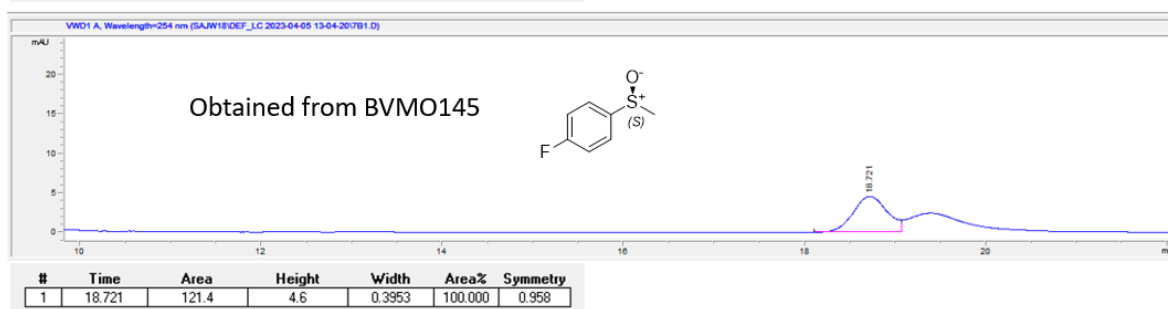 VWD1 A, Wavelength=254 nm (SAJW18\DEF_LC 2023-04-05 13-04-20\7B1.D)
mAU
20
15
10
5
0
Obtained from BVMO145
O-
S+
(S)
F
18.721
10 12 14 16 18 20 m
# Time Area Height Width Area% Symmetry
1 18.721 121.4 4.6 0.3953 100.000 0.958